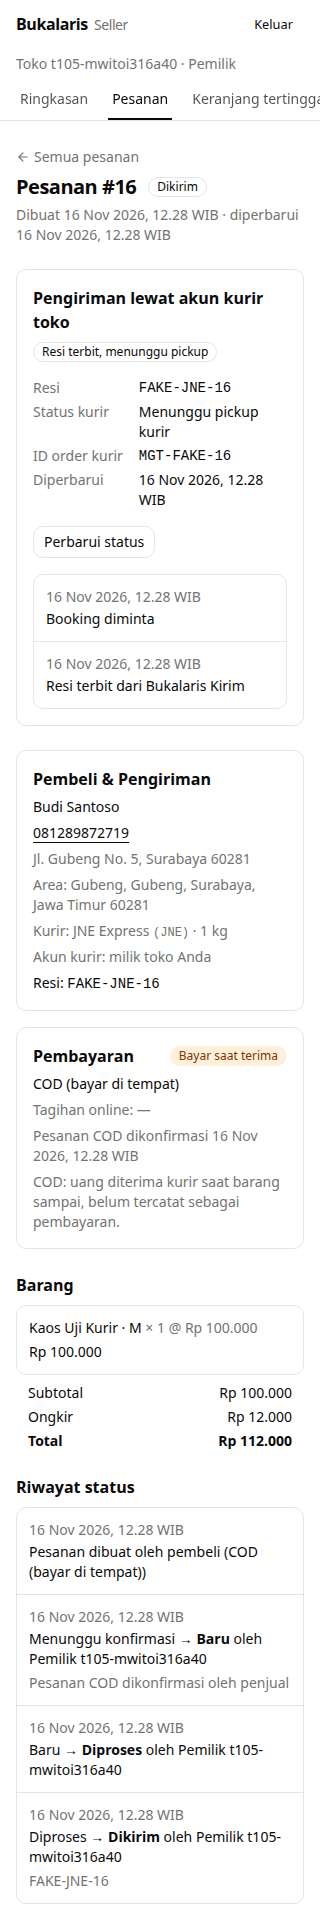 Bukalaris Seller
Keluar
Toko t105-mwitoi316a40 · Pemilik
Ringkasan Pesanan Keranjang tertingga
← Semua pesanan
Pesanan #16 Dikirim
Dibuat 16 Nov 2026, 12.28 WIB · diperbarui
16 Nov 2026, 12.28 WIB
Pengiriman lewat akun kurir
toko
Resi terbit, menunggu pickup
Resi FAKE-JNE-16
Status kurir Menunggu pickup
kurir
ID order kurir MGT-FAKE-16
Diperbarui 16 Nov 2026, 12.28
WIB
Perbarui status
16 Nov 2026, 12.28 WIB
Booking diminta
16 Nov 2026, 12.28 WIB
Resi terbit dari Bukalaris Kirim
Pembeli & Pengiriman
Budi Santoso
081289872719
Jl. Gubeng No. 5, Surabaya 60281
Area: Gubeng, Gubeng, Surabaya,
Jawa Timur 60281
Kurir: JNE Express (JNE) · 1 kg
Akun kurir: milik toko Anda
Resi: FAKE-JNE-16
Pembayaran Bayar saat terima
COD (bayar di tempat)
Tagihan online: —
Pesanan COD dikonfirmasi 16 Nov
2026, 12.28 WIB
COD: uang diterima kurir saat barang
sampai, belum tercatat sebagai
pembayaran.
Barang
Kaos Uji Kurir · M × 1 @ Rp 100.000
Rp 100.000
Subtotal Rp 100.000
Ongkir Rp 12.000
Total Rp 112.000
Riwayat status
16 Nov 2026, 12.28 WIB
Pesanan dibuat oleh pembeli (COD
(bayar di tempat))
16 Nov 2026, 12.28 WIB
Menunggu konfirmasi → Baru oleh
Pemilik t105-mwitoi316a40
Pesanan COD dikonfirmasi oleh penjual
16 Nov 2026, 12.28 WIB
Baru → Diproses oleh Pemilik t105-
mwitoi316a40
16 Nov 2026, 12.28 WIB
Diproses → Dikirim oleh Pemilik t105-
mwitoi316a40
FAKE-JNE-16